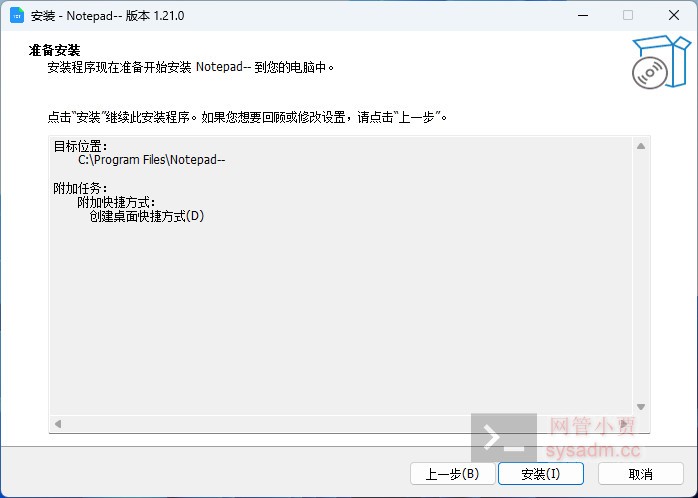 安装 - Notepad-- 版本 1.21.0
准备安装
安装程序现在准备开始安装 Notepad-- 到您的电脑中。
点击“安装”继续此安装程序。如果您想要回顾或修改设置，请点击“上一步”。
目标位置：
C:\Program Files\Notepad--
附加任务：
附加快捷方式：
创建桌面快捷方式(D)
网管小贾
sysadm.cc
上一步(B)
安装(I)
取消